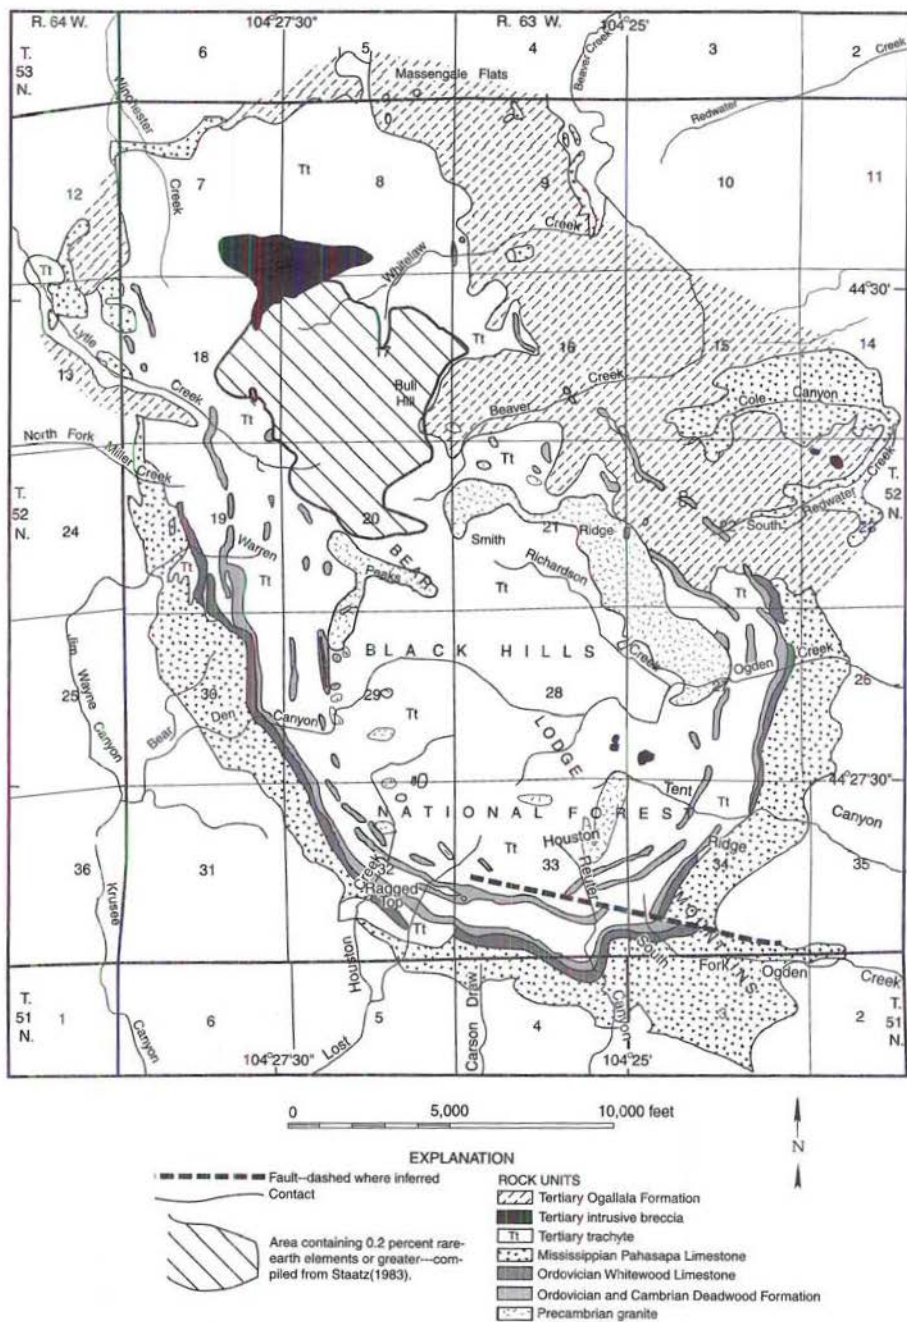 R. 64 W. 104°27'30" R. 63 W. 104°25'
6 5 4 3 2
T. 53 N.
Massengale Flats
Beaver Creek
Redwater Creek
Creek
7 Tt 8 9 10 11
12
Whitelaw Creek
Tt
44°30'
Lytle Creek
13 18 17 Tt 16 15 14
Bull Hill
Beaver Creek
Cole Canyon
Tt
North Fork Miller Creek
Tt
T. 52 N.
T. 52 N.
24 19 20 21 22
Smith Ridge
South Redwater Creek
Warren Peaks
BEAR
Richardson Creek
Tt Tt Tt Tt
BLACK HILLS
Ogden Creek
Jim Wayne Canyon
25 30 29 28 27 26
Bear Den Canyon
Tt
LODGE
44°27'30"
Tent Canyon
Tt
NATIONAL FOREST
Houston Ridge
36 31 32 Tt 33 34 35
Reuter Canyon
Ragged Top
Tt
MOUNTAINS
Krusee Canyon
Houston Creek
South Fork Ogden Creek
T. 51 N.
T. 51 N.
1 6 5 4 3 2
Lost
Carson Draw
104°27'30" 104°25'
0 5,000 10,000 feet
N
EXPLANATION
Fault--dashed where inferred
Contact
Area containing 0.2 percent rare-
earth elements or greater---com-
piled from Staatz(1983).
ROCK UNITS
Tertiary Ogallala Formation
Tertiary intrusive breccia
Tt Tertiary trachyte
Mississippian Pahasapa Limestone
Ordovician Whitewood Limestone
Ordovician and Cambrian Deadwood Formation
Precambrian granite